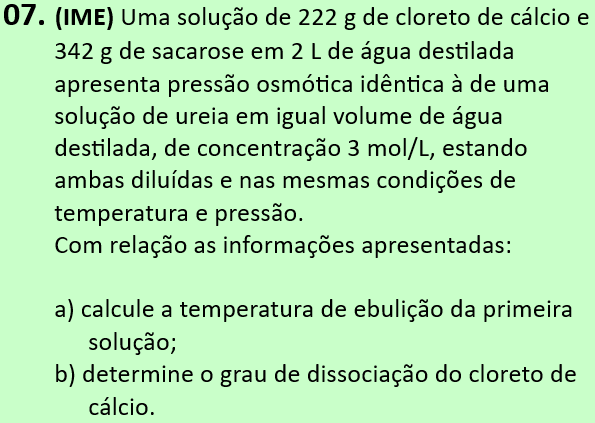 07. (IME) Uma solução de 222 g de cloreto de cálcio e
342 g de sacarose em 2 L de água destilada
apresenta pressão osmótica idêntica à de uma
solução de ureia em igual volume de água
destilada, de concentração 3 mol/L, estando
ambas diluídas e nas mesmas condições de
temperatura e pressão.
Com relação as informações apresentadas:
a) calcule a temperatura de ebulição da primeira
solução;
b) determine o grau de dissociação do cloreto de
cálcio.